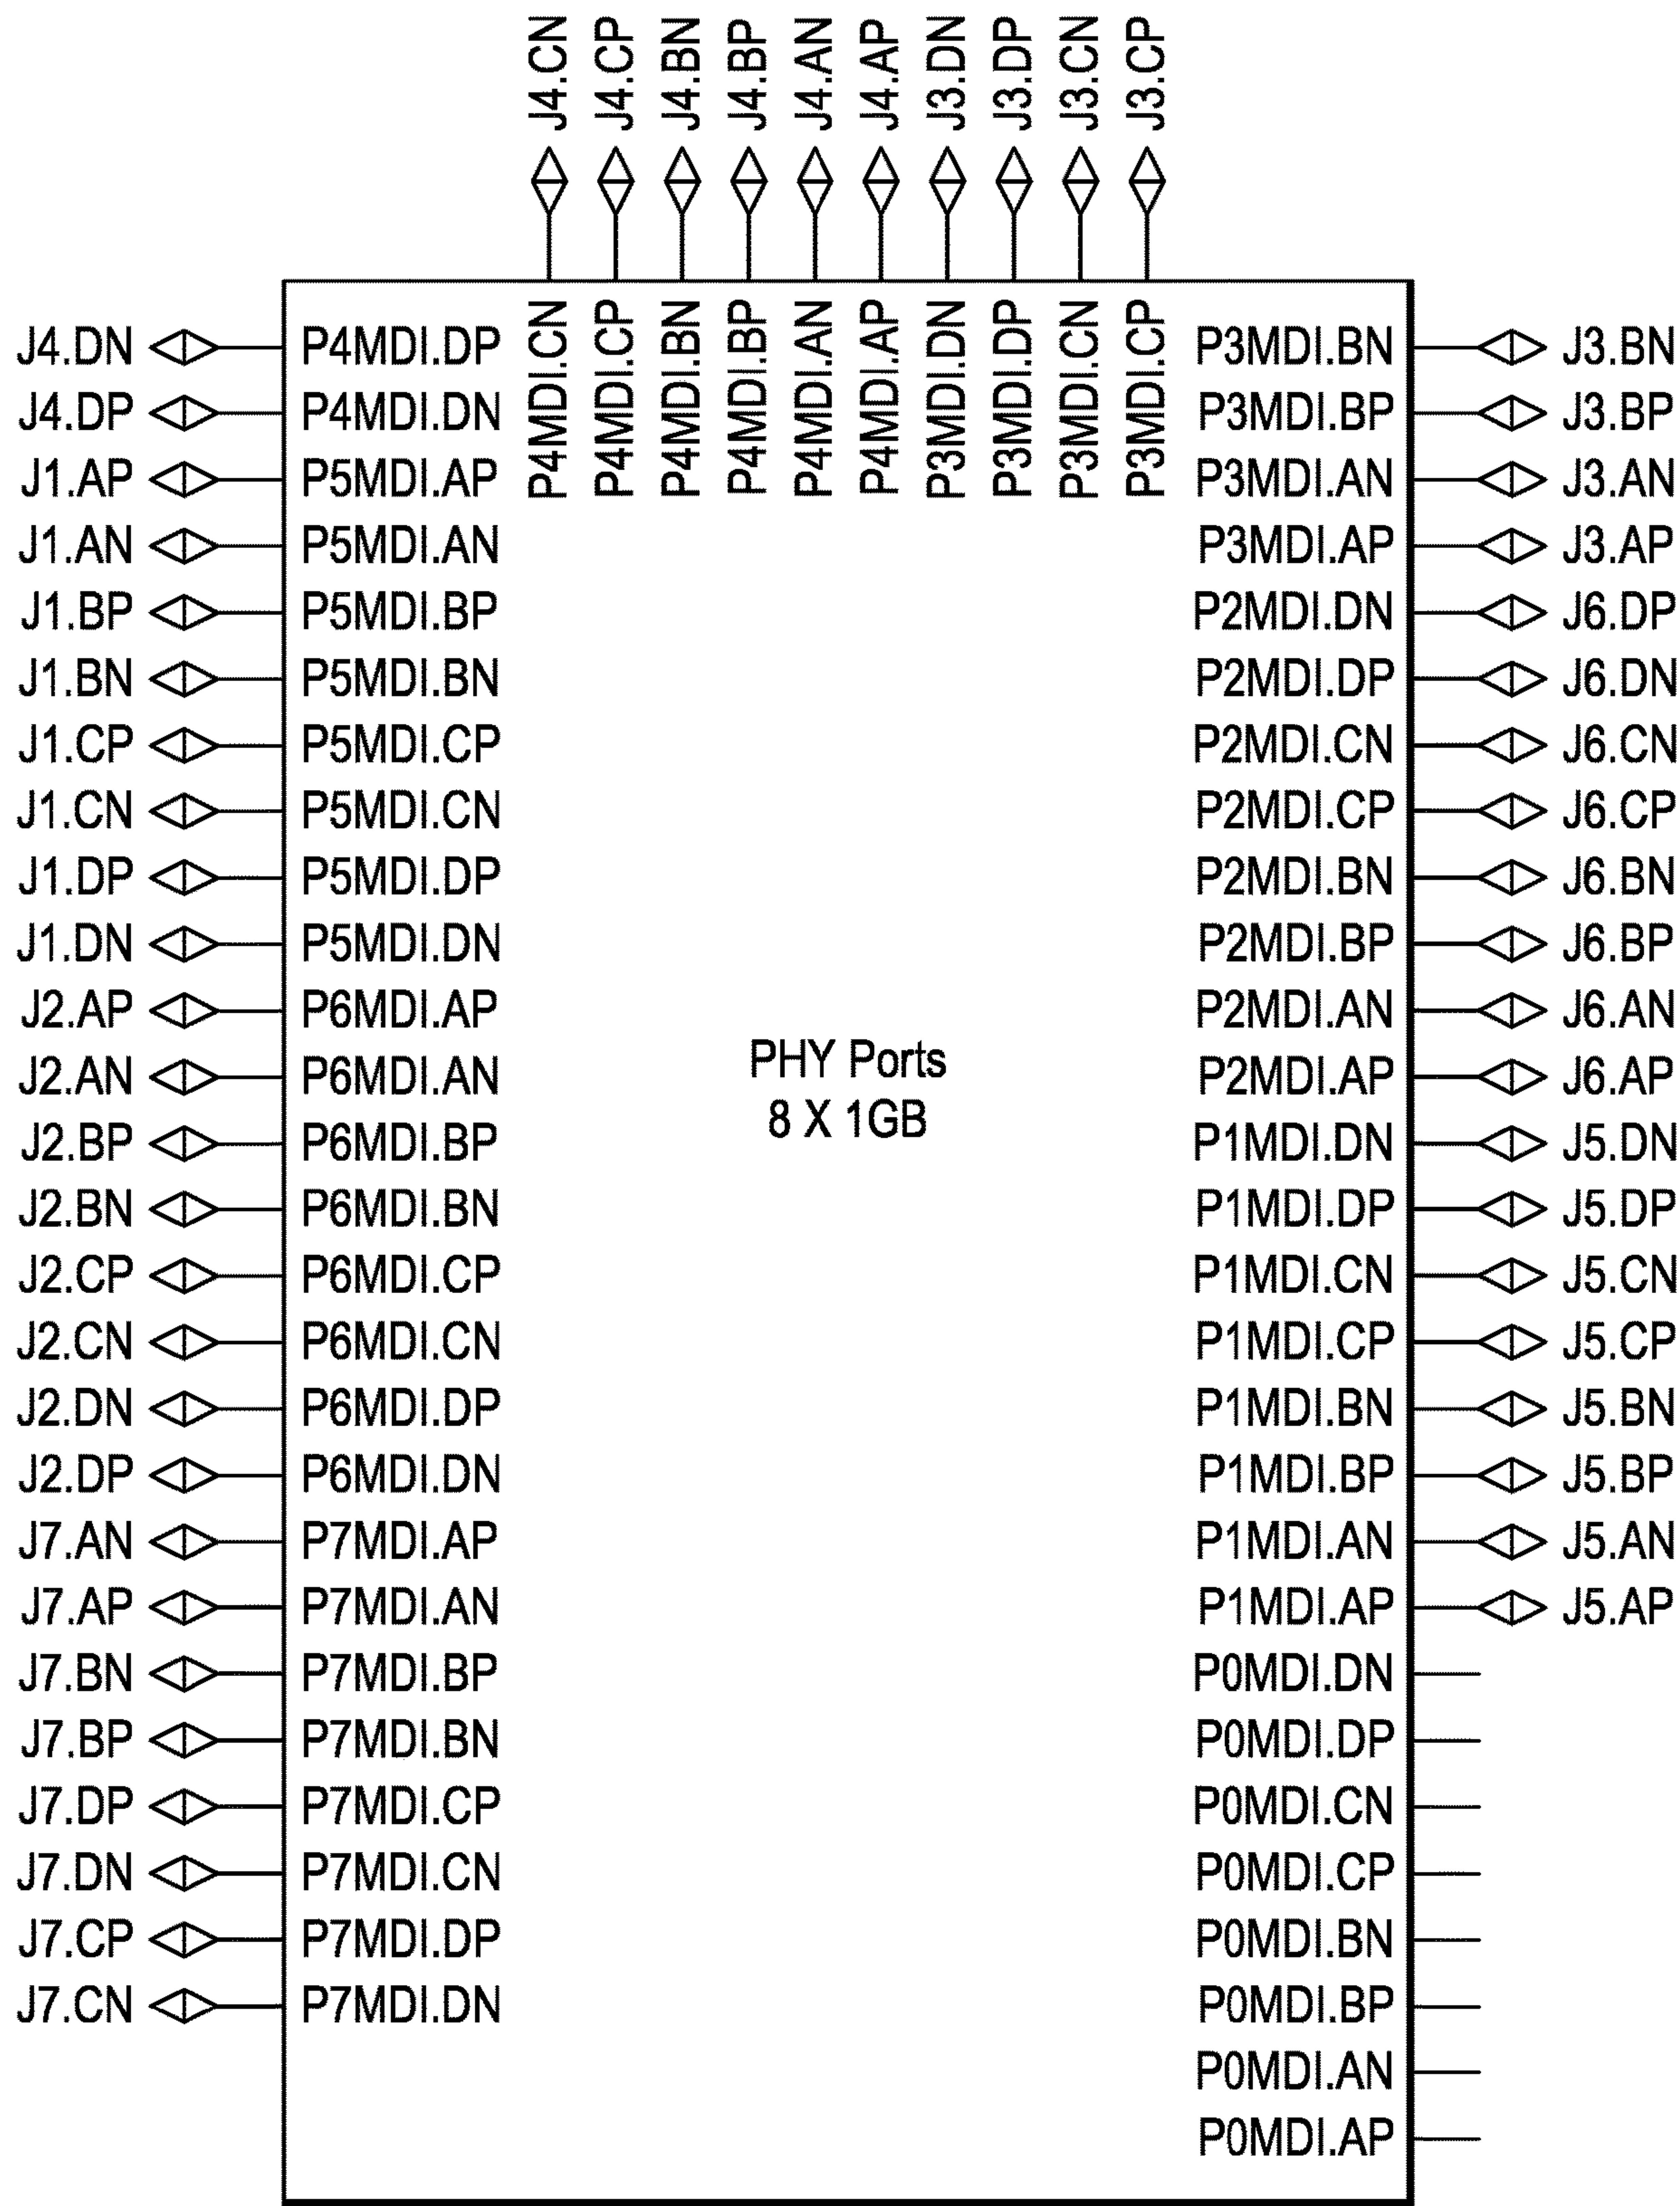 J4.CN J4.CP J4.BN J4.BP J4.AN J4.AP J3.DN J3.DP J3.CN J3.CP
P4MDI.CN P4MDI.CP P4MDI.BN P4MDI.BP P4MDI.AN P4MDI.AP P3MDI.DN P3MDI.DP P3MDI.CN P3MDI.CP
J4.DN P4MDI.DP P3MDI.BN J3.BN
J4.DP P4MDI.DN P3MDI.BP J3.BP
J1.AP P5MDI.AP P3MDI.AN J3.AN
J1.AN P5MDI.AN P3MDI.AP J3.AP
J1.BP P5MDI.BP P2MDI.DN J6.DP
J1.BN P5MDI.BN P2MDI.DP J6.DN
J1.CP P5MDI.CP P2MDI.CN J6.CN
J1.CN P5MDI.CN P2MDI.CP J6.CP
J1.DP P5MDI.DP P2MDI.BN J6.BN
J1.DN P5MDI.DN P2MDI.BP J6.BP
J2.AP P6MDI.AP P2MDI.AN J6.AN
PHY Ports
J2.AN P6MDI.AN P2MDI.AP J6.AP
8 X 1GB
J2.BP P6MDI.BP P1MDI.DN J5.DN
J2.BN P6MDI.BN P1MDI.DP J5.DP
J2.CP P6MDI.CP P1MDI.CN J5.CN
J2.CN P6MDI.CN P1MDI.CP J5.CP
J2.DN P6MDI.DP P1MDI.BN J5.BN
J2.DP P6MDI.DN P1MDI.BP J5.BP
J7.AN P7MDI.AP P1MDI.AN J5.AN
J7.AP P7MDI.AN P1MDI.AP J5.AP
J7.BN P7MDI.BP P0MDI.DN
J7.BP P7MDI.BN P0MDI.DP
J7.DP P7MDI.CP P0MDI.CN
J7.DN P7MDI.CN P0MDI.CP
J7.CP P7MDI.DP P0MDI.BN
J7.CN P7MDI.DN P0MDI.BP
P0MDI.AN
P0MDI.AP